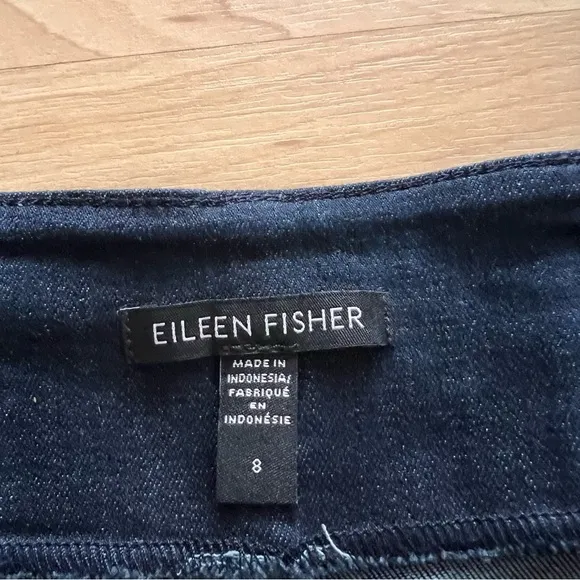 EILEEN FISHER
MADE IN
INDONESIA/
FABRIQUÉ
EN
INDONÉSIE
8